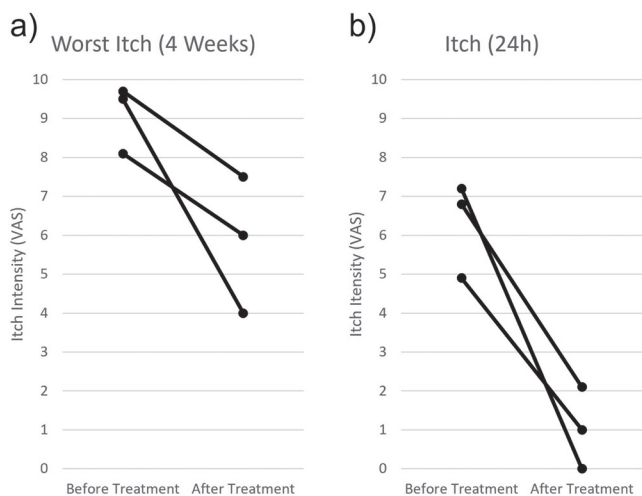 a)
Worst Itch (4 Weeks)
10
9
8
7
6
5
4
3
2
1
0
Itch Intensity (VAS)
Before Treatment After Treatment
b)
Itch (24h)
10
9
8
7
6
5
4
3
2
1
0
Itch Itensity (VAS)
Before Treatment After Treatment